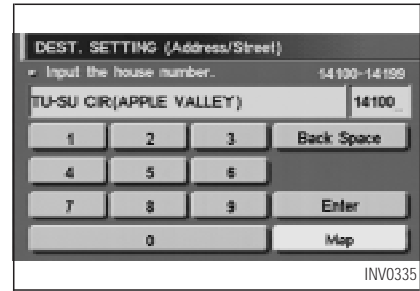 DEST. SETTING (Address/Street)
Input the house number. 14100-14199
TU-SU CIR(APPLE VALLEY) 14100_
1 2 3 Back Space
4 5 6
7 8 9 Enter
0 Map
INV0335